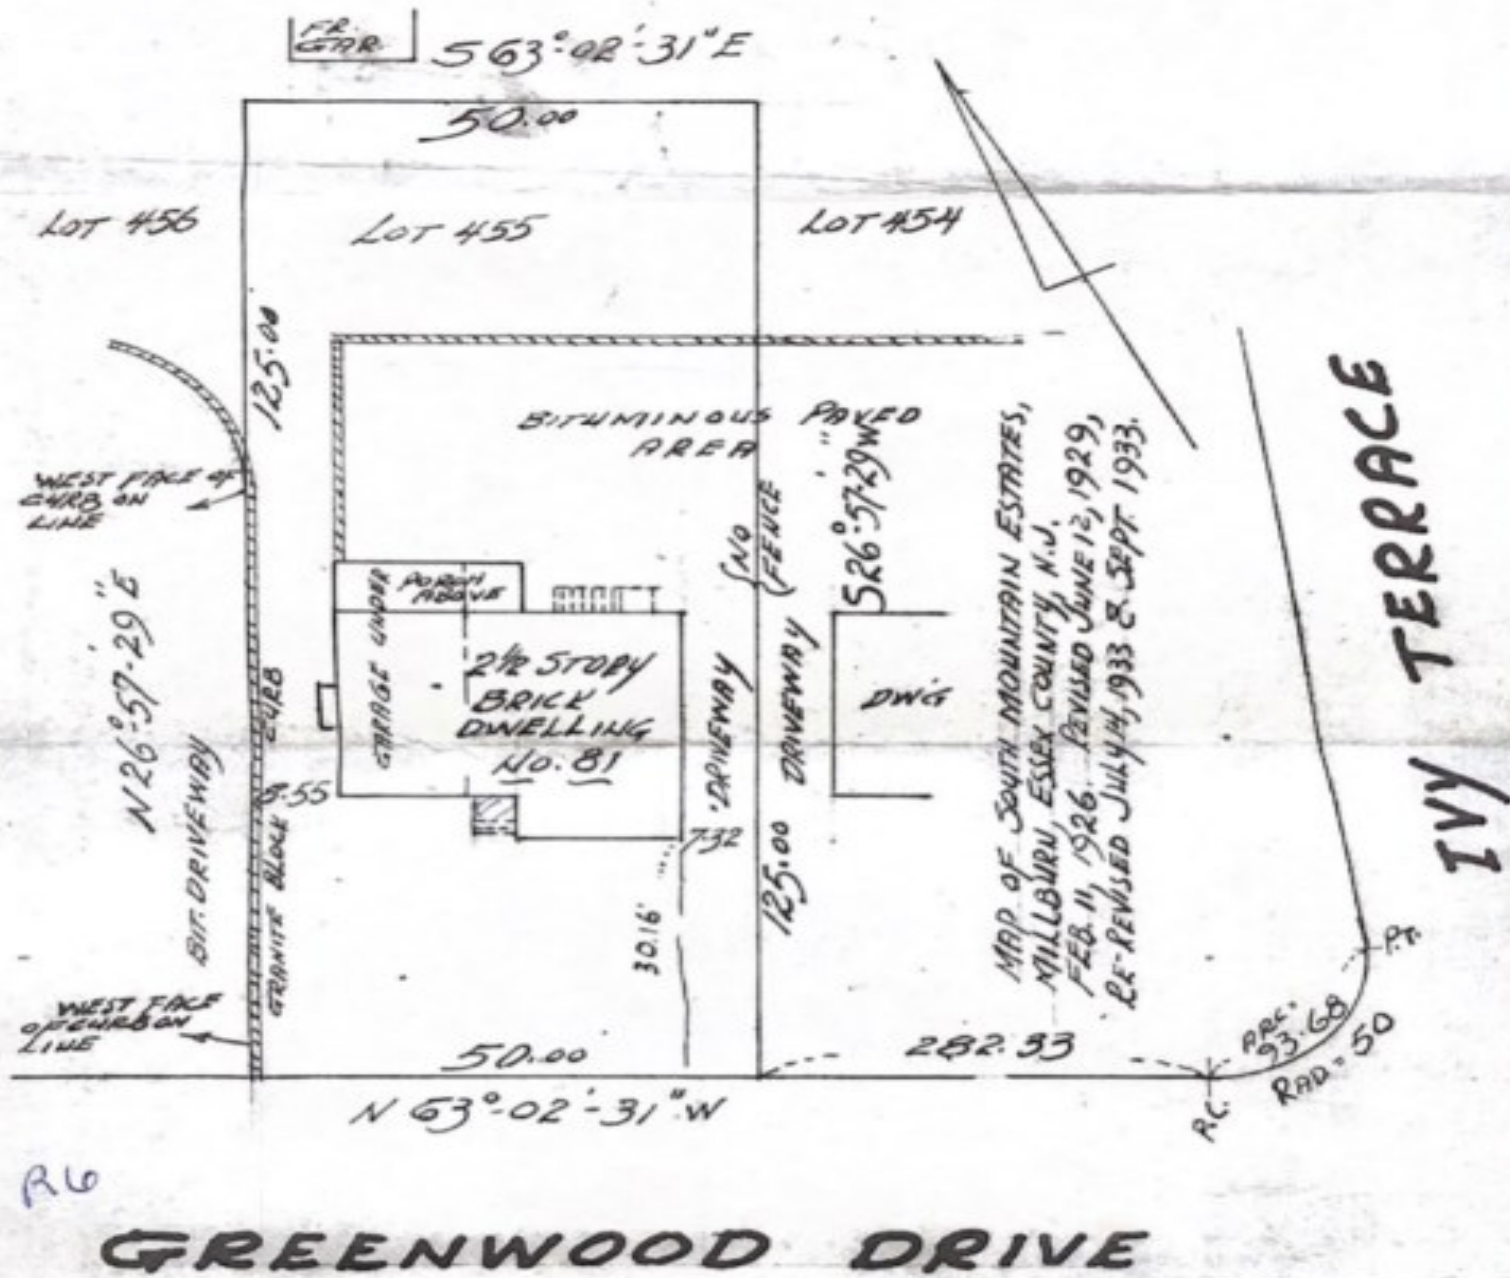 FR.
GAR.
S 63°-02'-31" E
50.00
LOT 456
LOT 455
LOT 454
125.00
BITUMINOUS PAVED
AREA
WEST FACE OF
CURB ON
LINE
N 26°-57'-29" E
S 26°-57'-29" W
(NO
FENCE
PORCH
ABOVE
GARAGE UNDER
2 1/2 STORY
BRICK
DWELLING
No. 81
DRIVEWAY
DRIVEWAY
DW'G
CURB
GRANITE BLOCK
BIT. DRIVEWAY
8.55
7.32
30.16
125.00
MAP OF SOUTH MOUNTAIN ESTATES,
MILLBURN, ESSEX COUNTY, N.J.
FEB. 11, 1926. REVISED JUNE 12, 1929,
RE-REVISED JULY 14, 1933 & SEPT. 1933.
IVY TERRACE
WEST FACE
OF CURB ON
LINE
50.00
282.33
P.T.
ARC=
93.68
RAD.= 50
P.C.
N 63°-02'-31" W
R6
GREENWOOD DRIVE